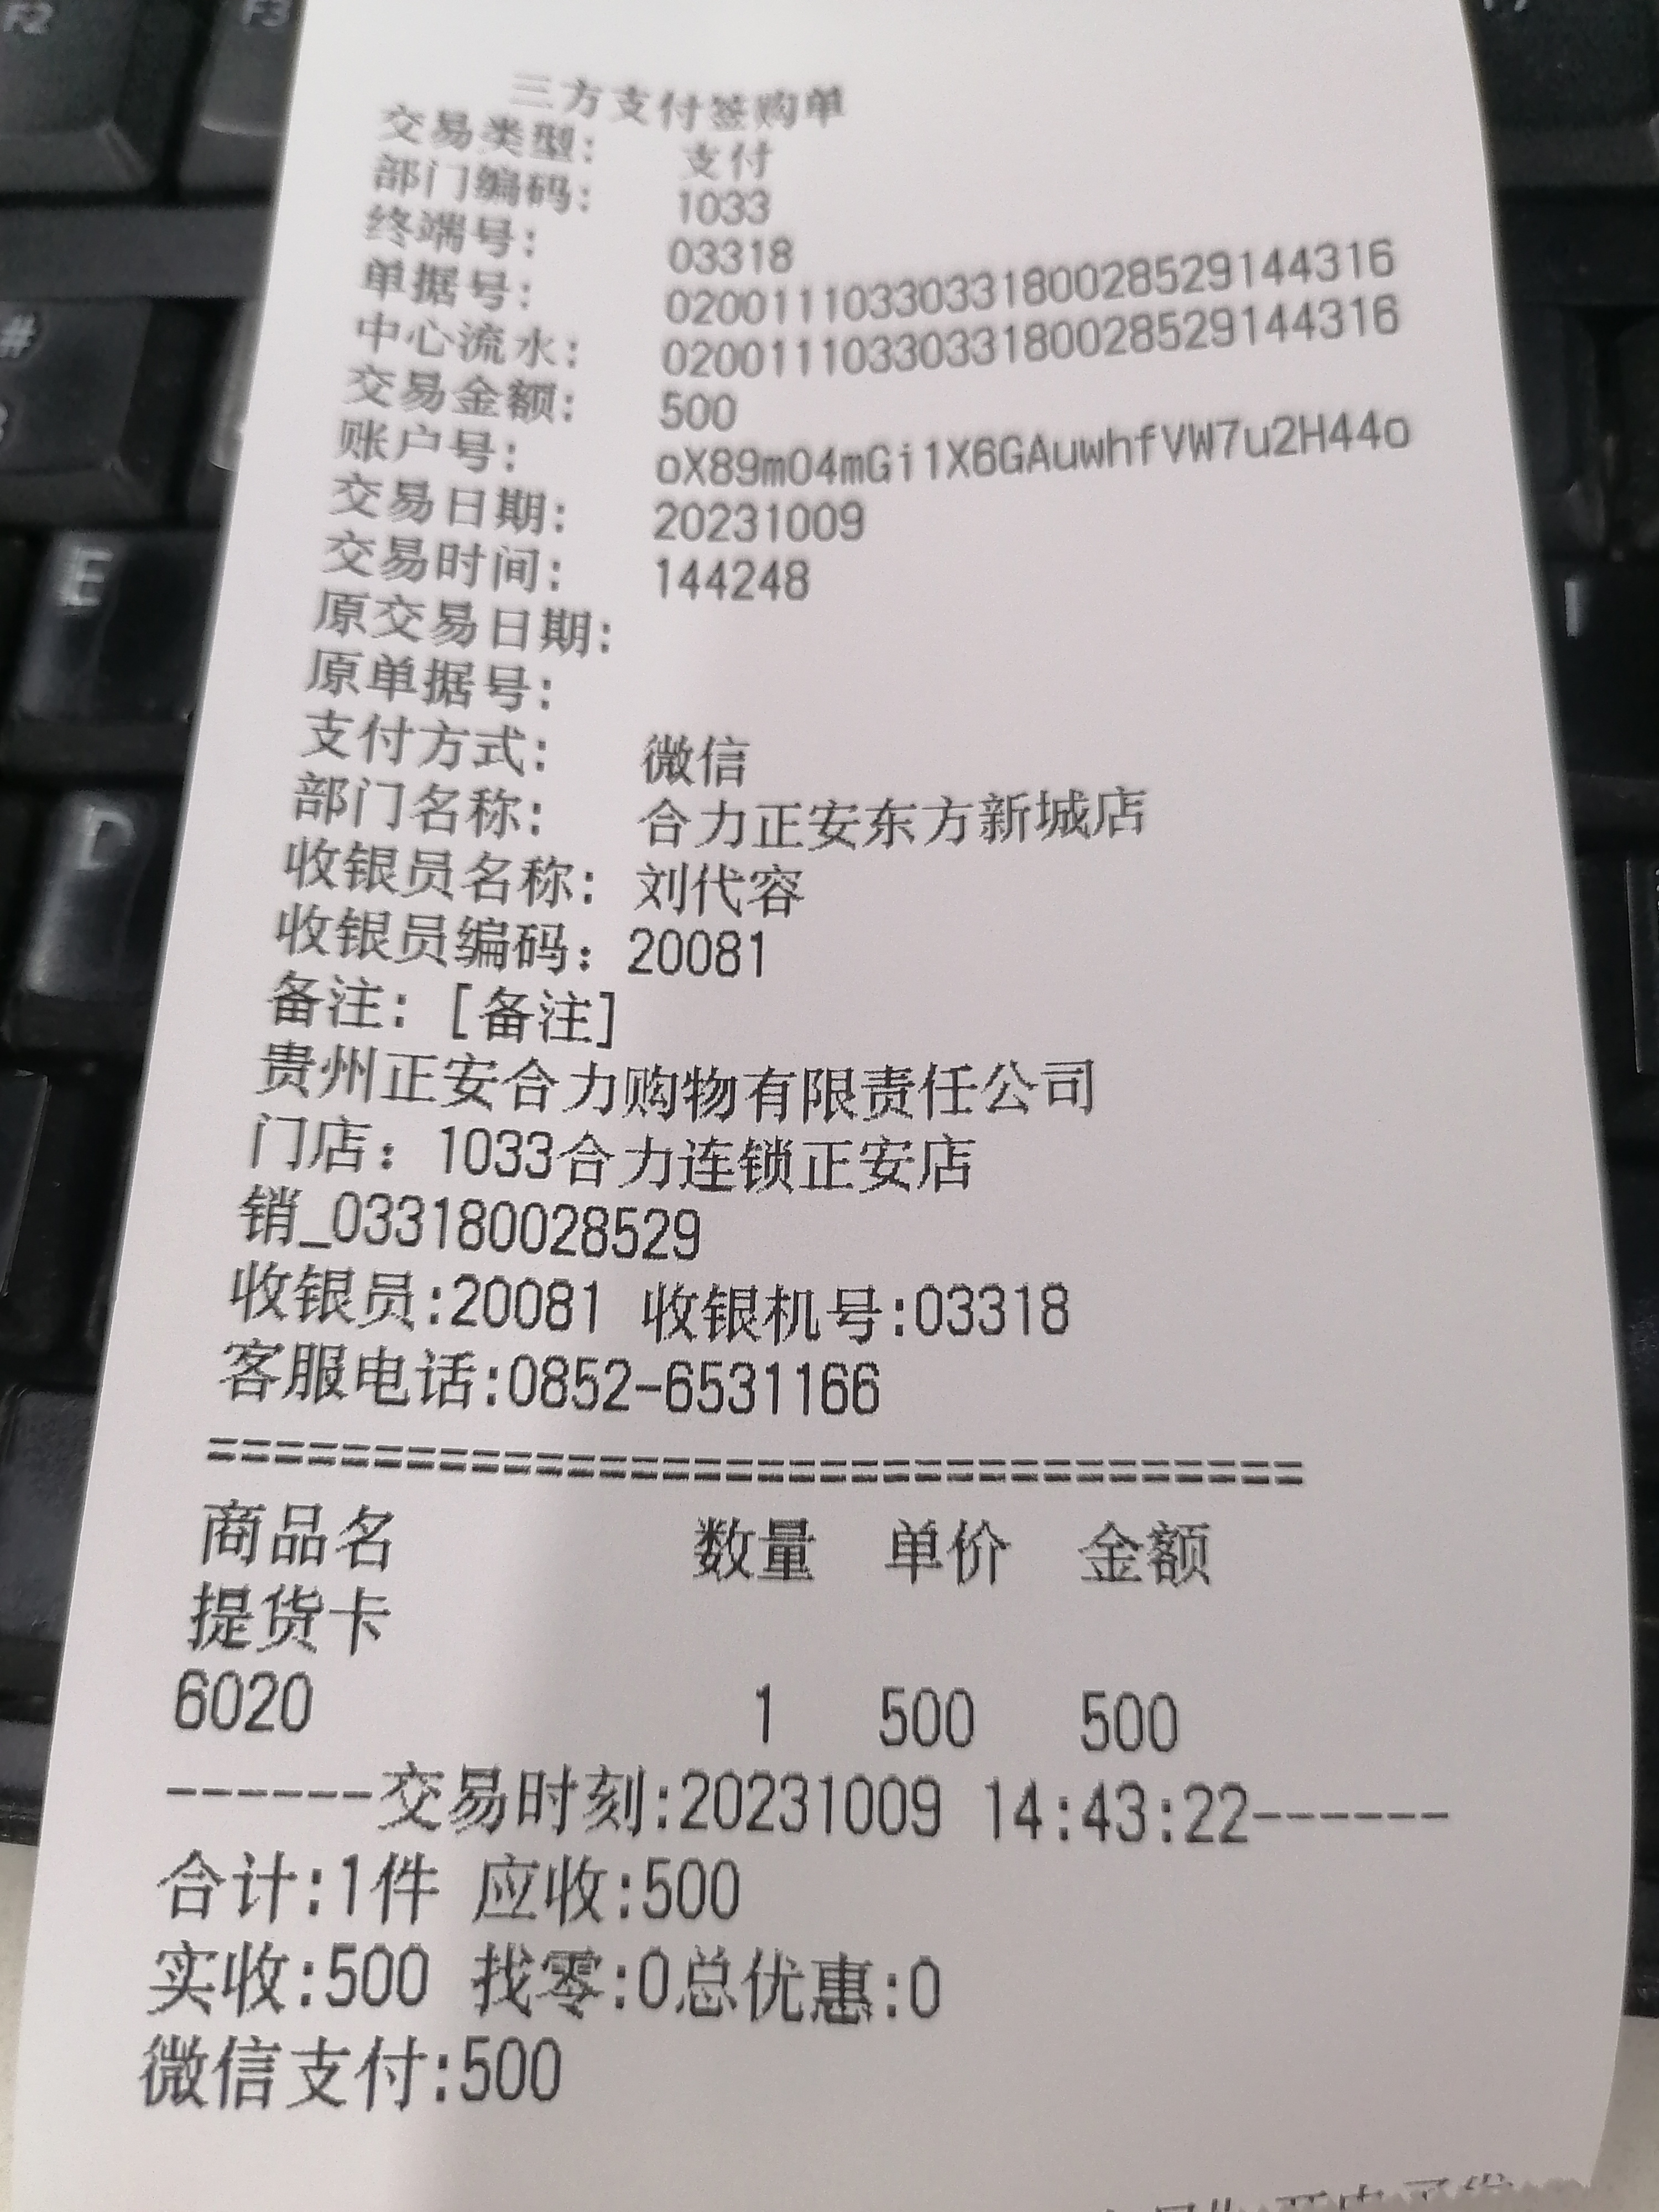 三方支付签购单
交易类型： 支付
部门编码： 1033
终端号： 03318
单据号： 0200111033033180028529144316
中心流水： 0200111033033180028529144316
交易金额： 500
账户号： oX89m04mGi1X6GAuwhfVW7u2H44o
交易日期： 20231009
交易时间： 144248
原交易日期：
原单据号：
支付方式： 微信
部门名称： 合力正安东方新城店
收银员名称： 刘代容
收银员编码： 20081
备注： [备注]
贵州正安合力购物有限责任公司
门店： 1033合力连锁正安店
销_033180028529
收银员:20081 收银机号:03318
客服电话:0852-6531166
==================================
商品名 数量 单价 金额
提货卡
6020 1 500 500
------交易时刻:20231009 14:43:22------
合计:1件 应收:500
实收:500 找零:0总优惠:0
微信支付:500
F2
F3
#
E
D